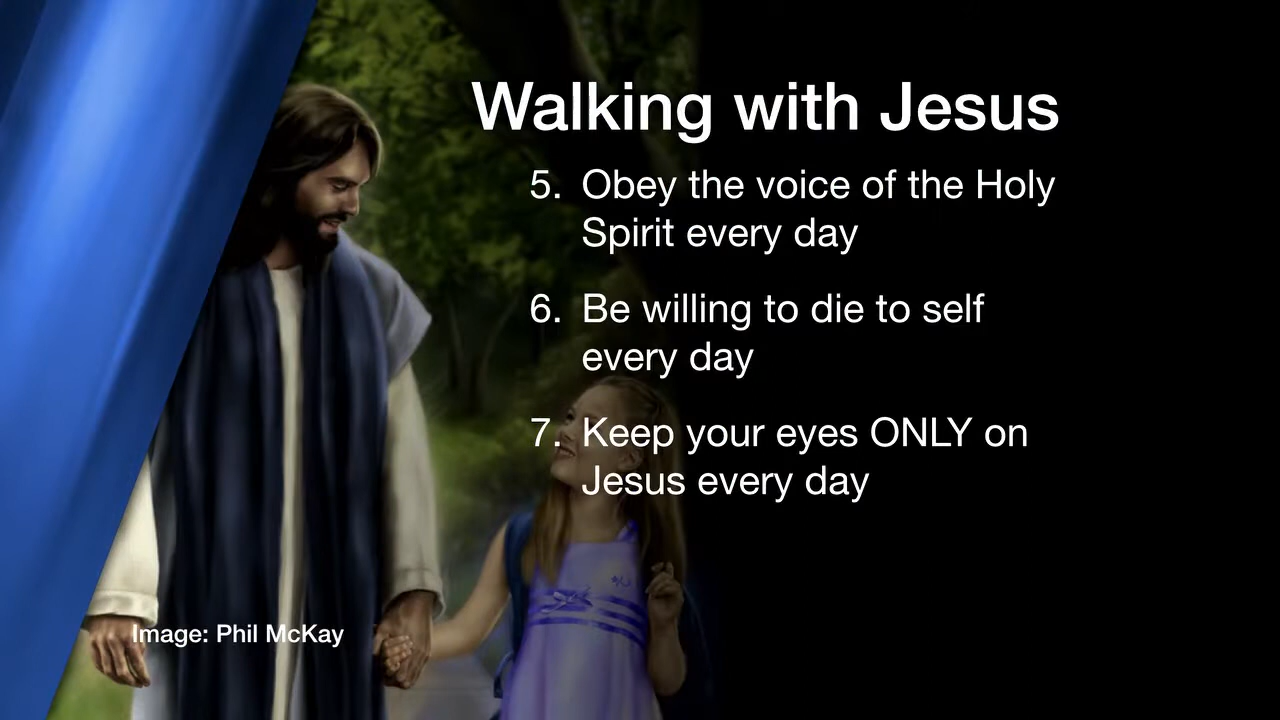 Walking with Jesus
5. Obey the voice of the Holy
Spirit every day
6. Be willing to die to self
every day
7. Keep your eyes ONLY on
Jesus every day
Image: Phil McKay